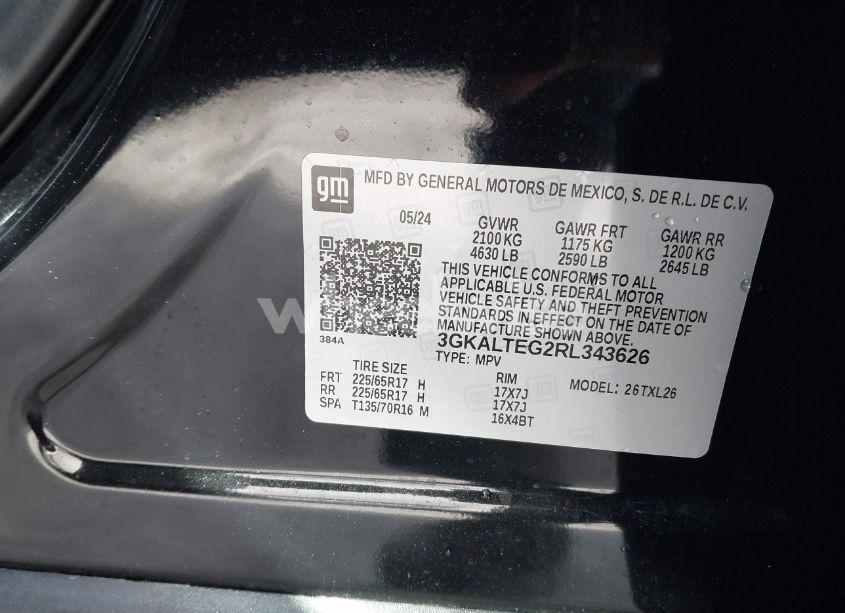 gm
MFD BY GENERAL MOTORS DE MEXICO, S. DE R.L. DE C.V.
05/24 GVWR GAWR FRT GAWR RR
2100 KG 1175 KG 1200 KG
4630 LB 2590 LB 2645 LB
THIS VEHICLE CONFORMS TO ALL
APPLICABLE U.S. FEDERAL MOTOR
VEHICLE SAFETY AND THEFT PREVENTION
STANDARDS IN EFFECT ON THE DATE OF
MANUFACTURE SHOWN ABOVE.
384A
3GKALTEG2RL343626
TYPE: MPV
TIRE SIZE RIM MODEL: 26TXL26
FRT 225/65R17 H 17X7J
RR 225/65R17 H 17X7J
SPA T135/70R16 M 16X4BT